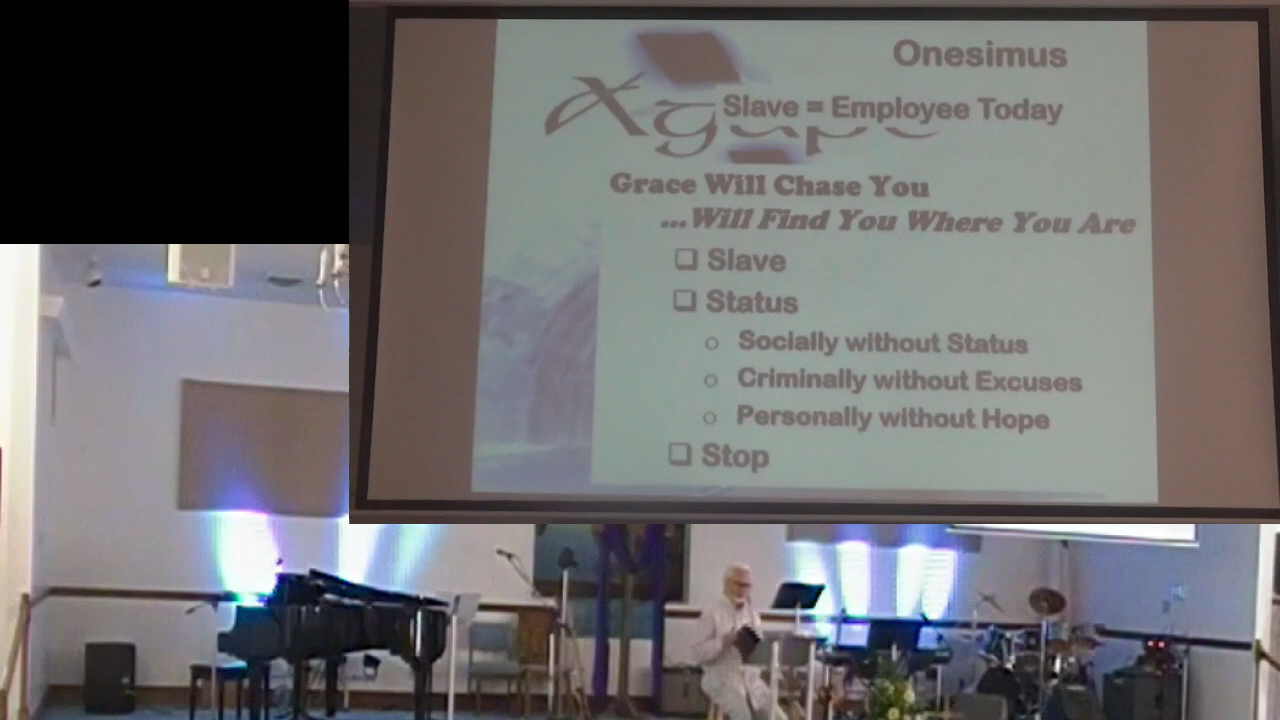 Onesimus
Slave = Employee Today
Grace Will Chase You
...Will Find You Where You Are
❑ Slave
❑ Status
o Socially without Status
o Criminally without Excuses
o Personally without Hope
❑ Stop